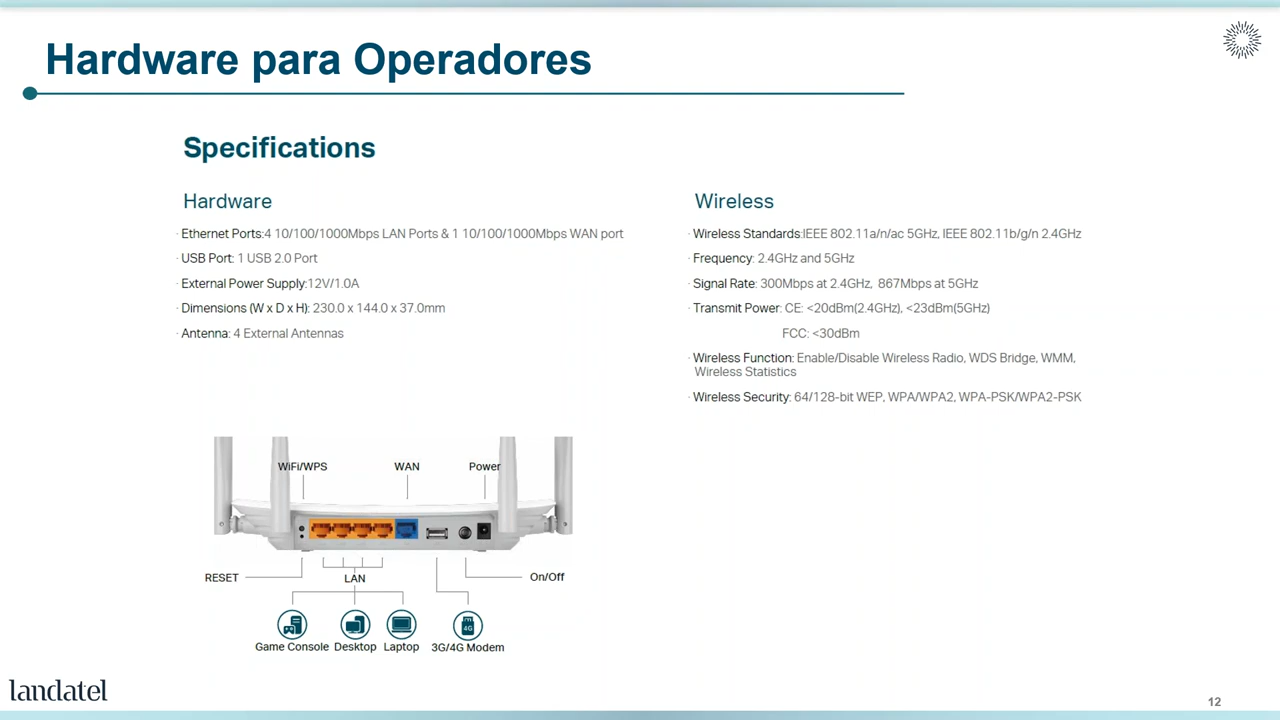 Hardware para Operadores
Specifications
Hardware
· Ethernet Ports:4 10/100/1000Mbps LAN Ports & 1 10/100/1000Mbps WAN port
· USB Port: 1 USB 2.0 Port
· External Power Supply:12V/1.0A
· Dimensions (W x D x H): 230.0 x 144.0 x 37.0mm
· Antenna: 4 External Antennas
Wireless
· Wireless Standards:IEEE 802.11a/n/ac 5GHz, IEEE 802.11b/g/n 2.4GHz
· Frequency: 2.4GHz and 5GHz
· Signal Rate: 300Mbps at 2.4GHz, 867Mbps at 5GHz
· Transmit Power: CE: <20dBm(2.4GHz), <23dBm(5GHz)
FCC: <30dBm
· Wireless Function: Enable/Disable Wireless Radio, WDS Bridge, WMM,
Wireless Statistics
· Wireless Security: 64/128-bit WEP, WPA/WPA2, WPA-PSK/WPA2-PSK
WiFi/WPS
WAN
Power
RESET
LAN
On/Off
4G
Game Console
Desktop
Laptop
3G/4G Modem
landatel
12